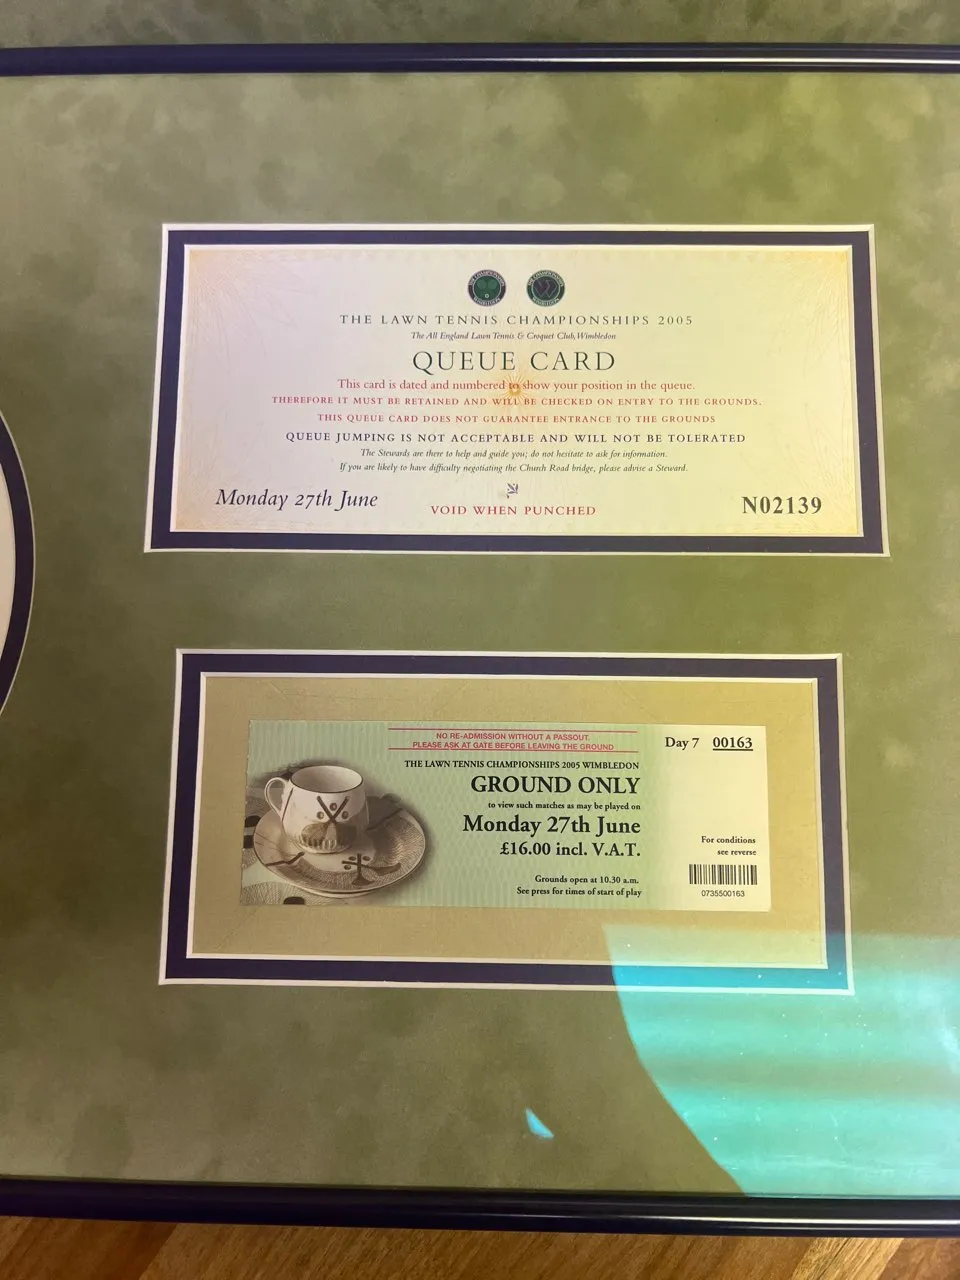 THE LAWN TENNIS CHAMPIONSHIPS 2005
The All England Lawn Tennis & Croquet Club, Wimbledon
QUEUE CARD
This card is dated and numbered to show your position in the queue.
THEREFORE IT MUST BE RETAINED AND WILL BE CHECKED ON ENTRY TO THE GROUNDS.
THIS QUEUE CARD DOES NOT GUARANTEE ENTRANCE TO THE GROUNDS
QUEUE JUMPING IS NOT ACCEPTABLE AND WILL NOT BE TOLERATED
The Stewards are there to help and guide you; do not hesitate to ask for information.
If you are likely to have difficulty negotiating the Church Road bridge, please advise a Steward.
Monday 27th June
VOID WHEN PUNCHED
N02139
NO RE-ADMISSION WITHOUT A PASSOUT.
PLEASE ASK AT GATE BEFORE LEAVING THE GROUND
Day 7 00163
THE LAWN TENNIS CHAMPIONSHIPS 2005 WIMBLEDON
GROUND ONLY
to view such matches as may be played on
Monday 27th June
£16.00 incl. V.A.T.
Grounds open at 10.30 a.m.
See press for times of start of play
For conditions
see reverse
0735500163